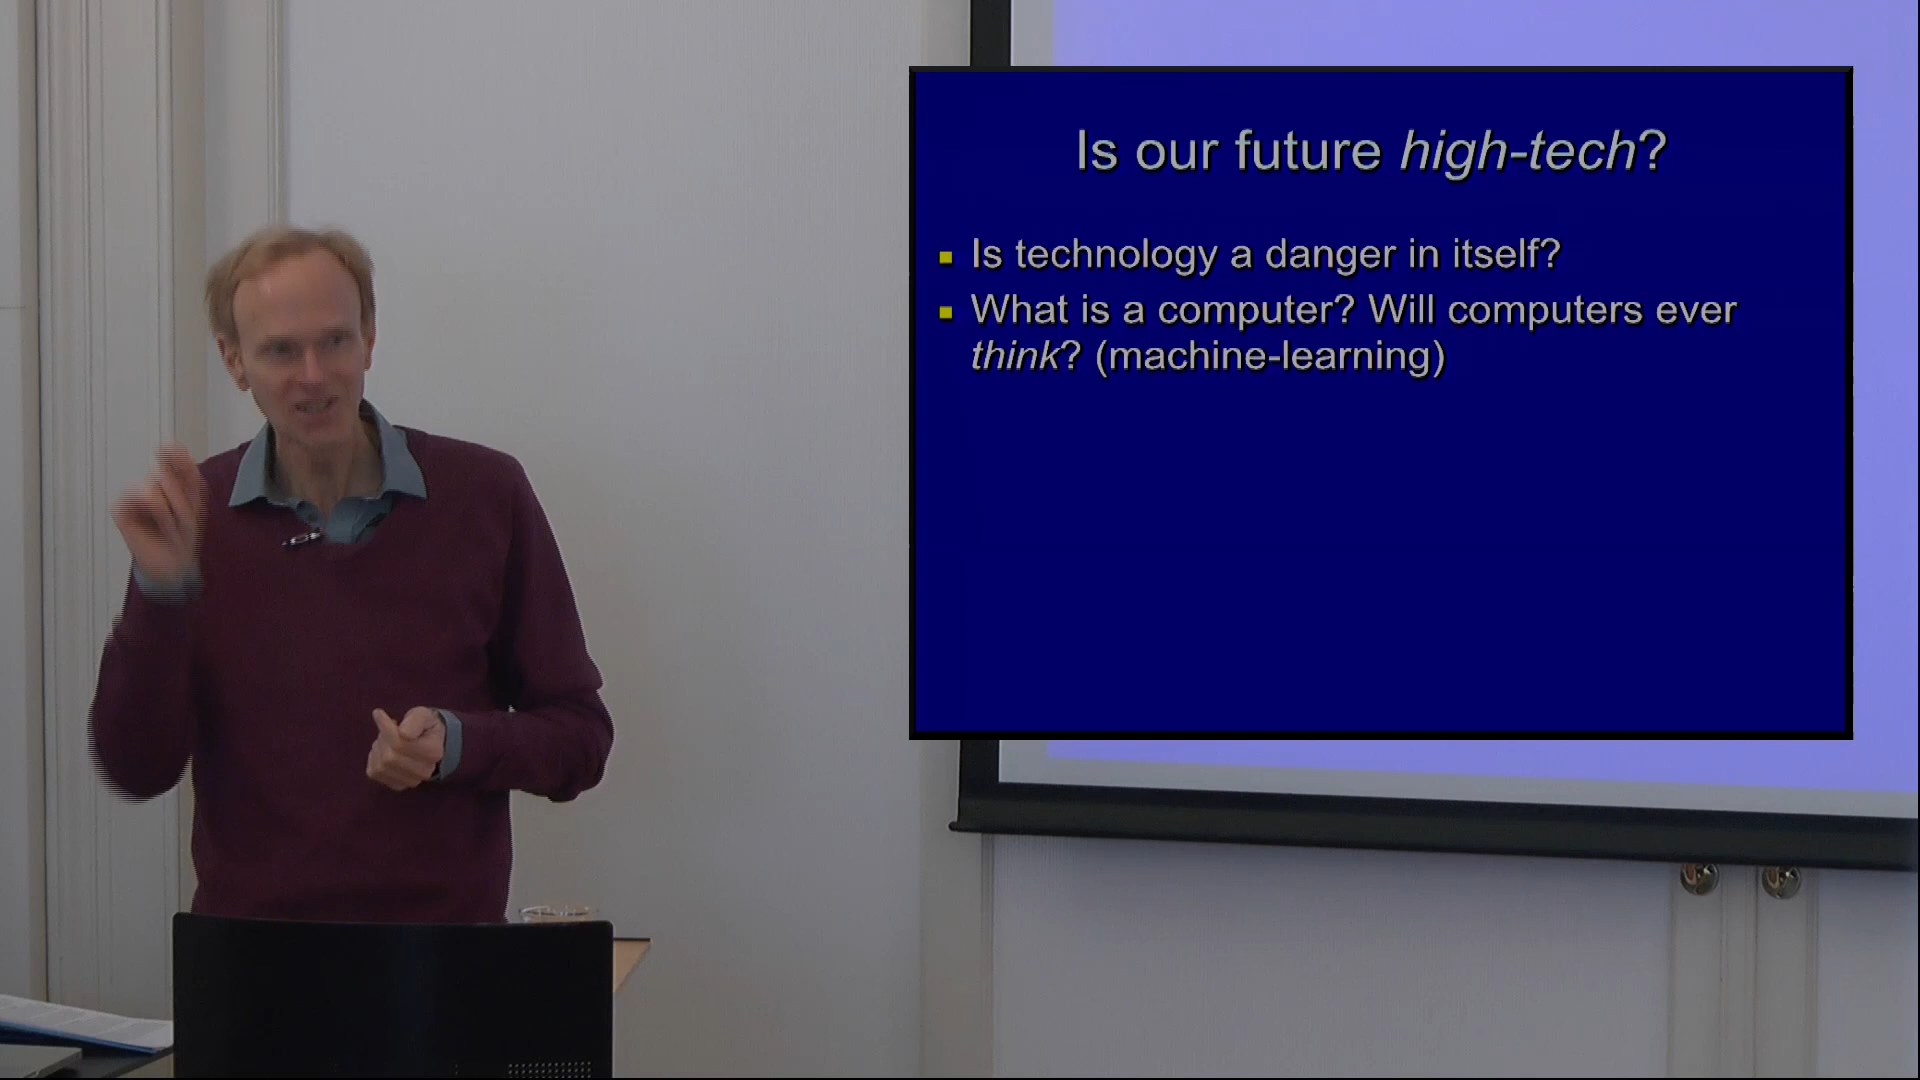 Is our future high-tech?
Is technology a danger in itself?
What is a computer? Will computers ever
think? (machine-learning)